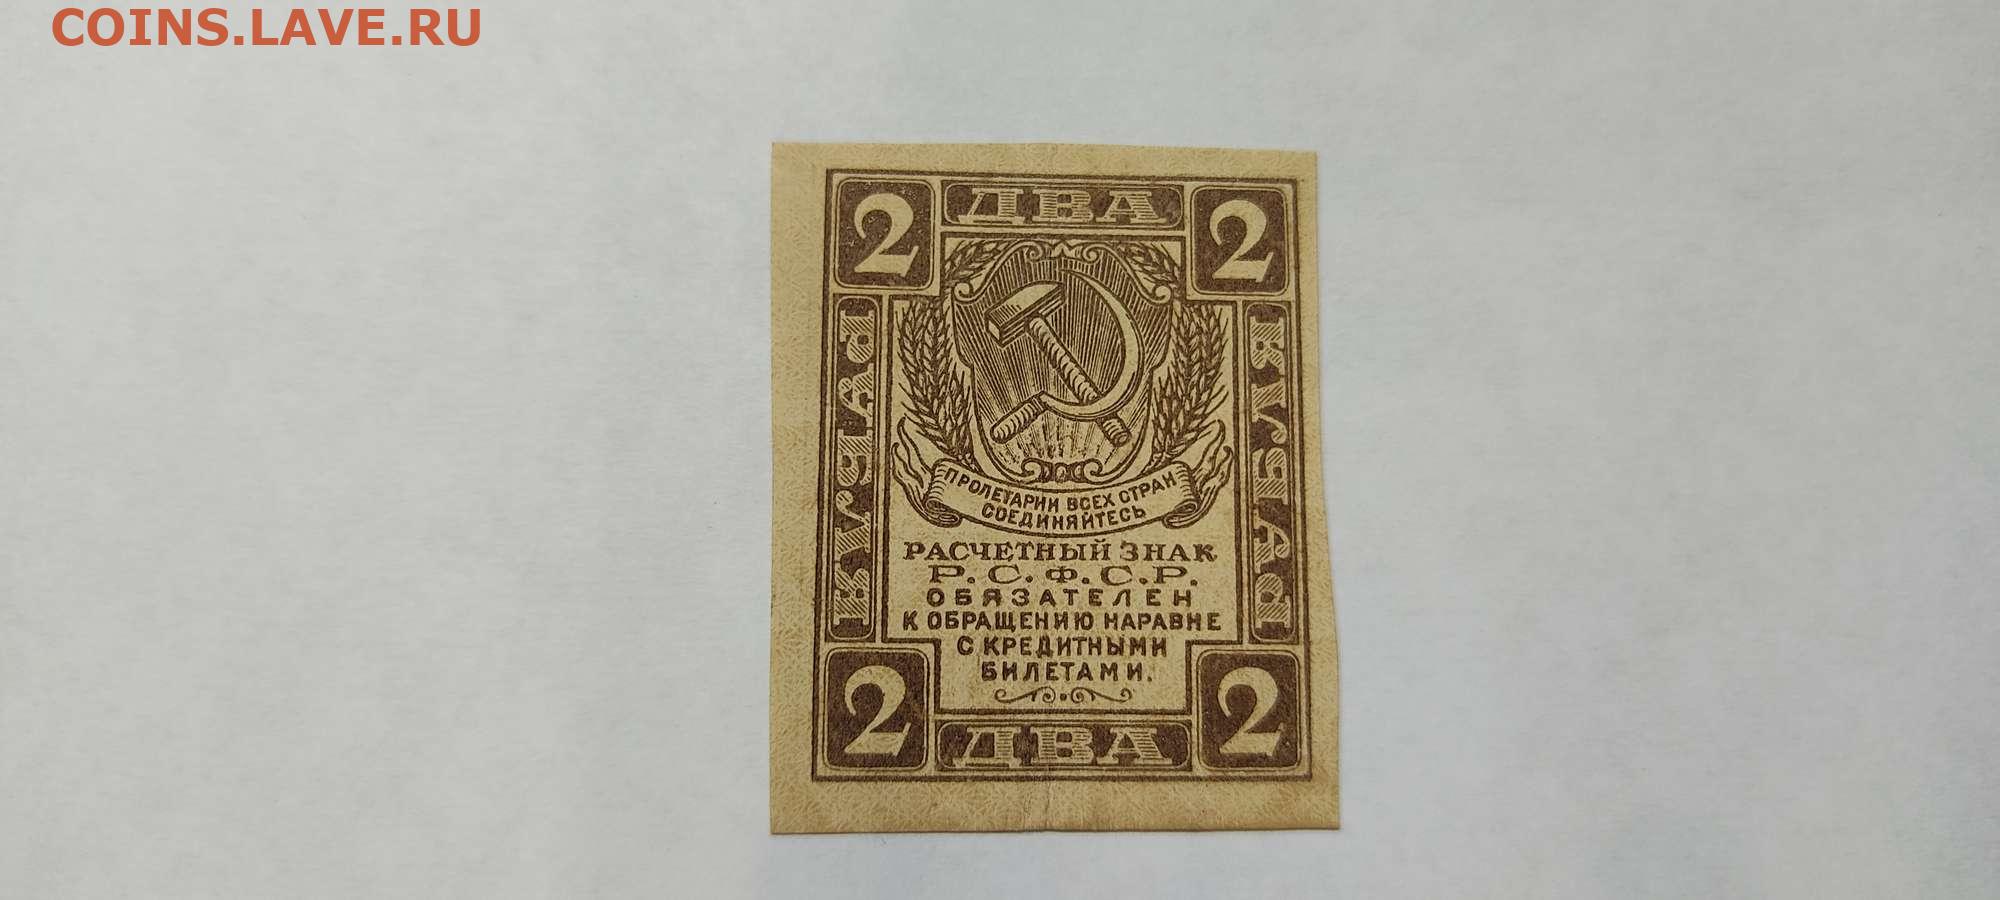 COINS.LAVE.RU
2 ДВА 2
РУБЛЯ
РУБЛЯ
ПРОЛЕТАРИИ ВСЕХ СТРАН
СОЕДИНЯЙТЕСЬ
РАСЧЕТНЫЙ ЗНАК
Р. С. Ф. С. Р.
ОБЯЗАТЕЛЕН
К ОБРАЩЕНИЮ НАРАВНЕ
С КРЕДИТНЫМИ
БИЛЕТАМИ.
2 ДВА 2